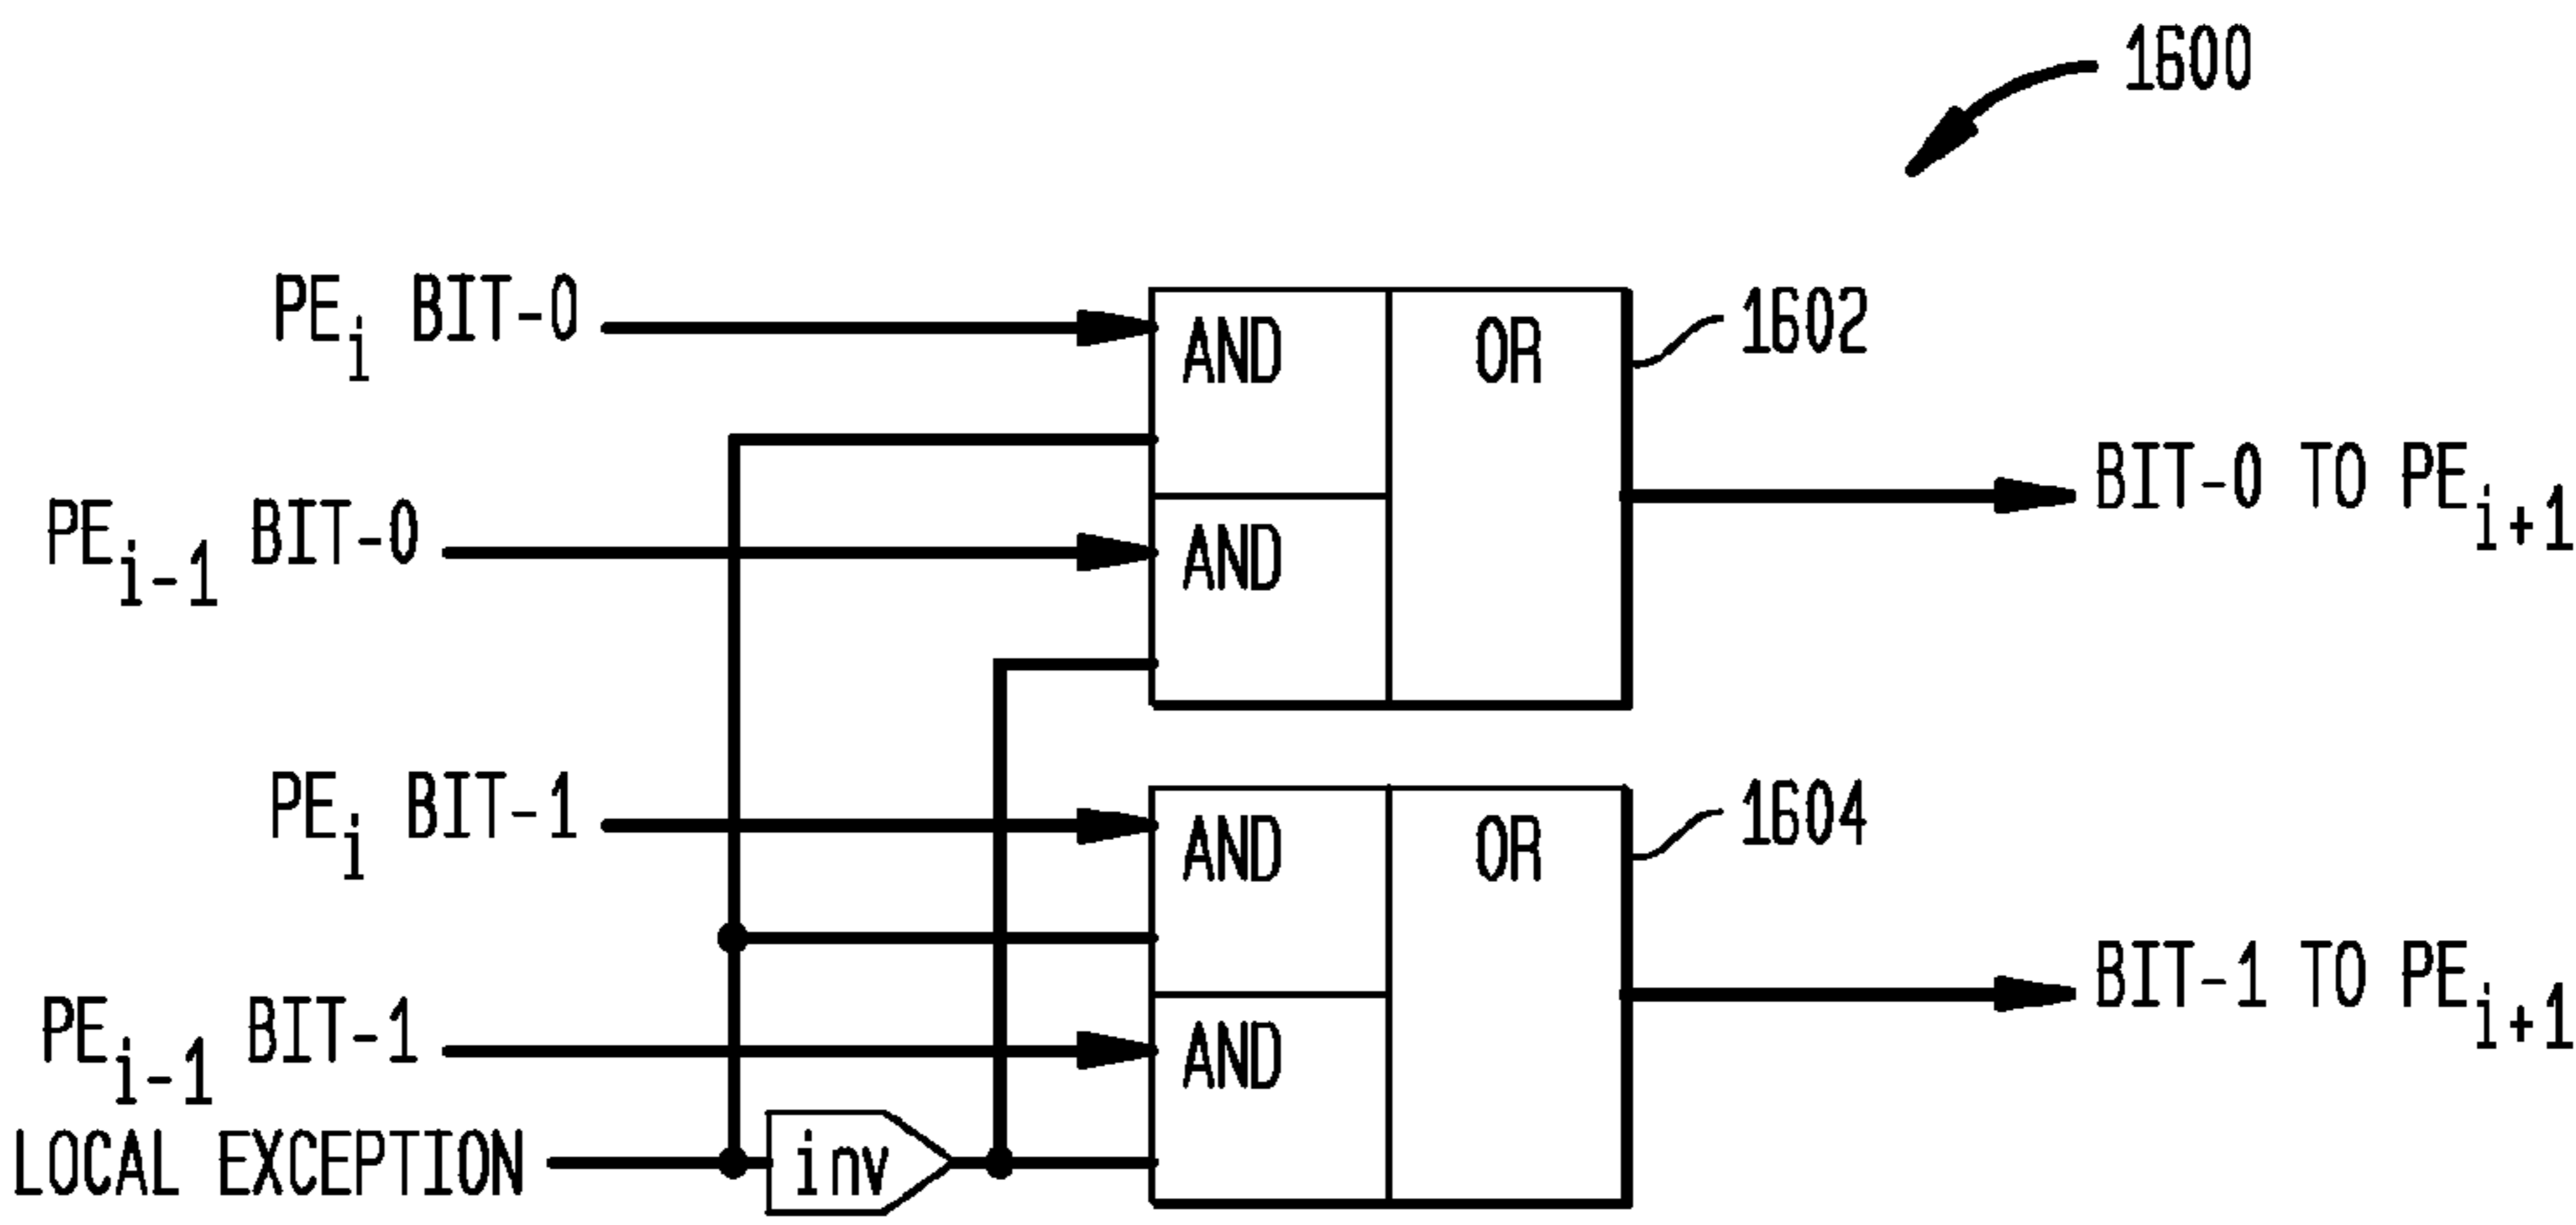 1600
PEi BIT-0
AND
OR
1602
PEi-1 BIT-0
AND
BIT-0 TO PEi+1
PEi BIT-1
AND
OR
1604
PEi-1 BIT-1
AND
BIT-1 TO PEi+1
LOCAL EXCEPTION
inv